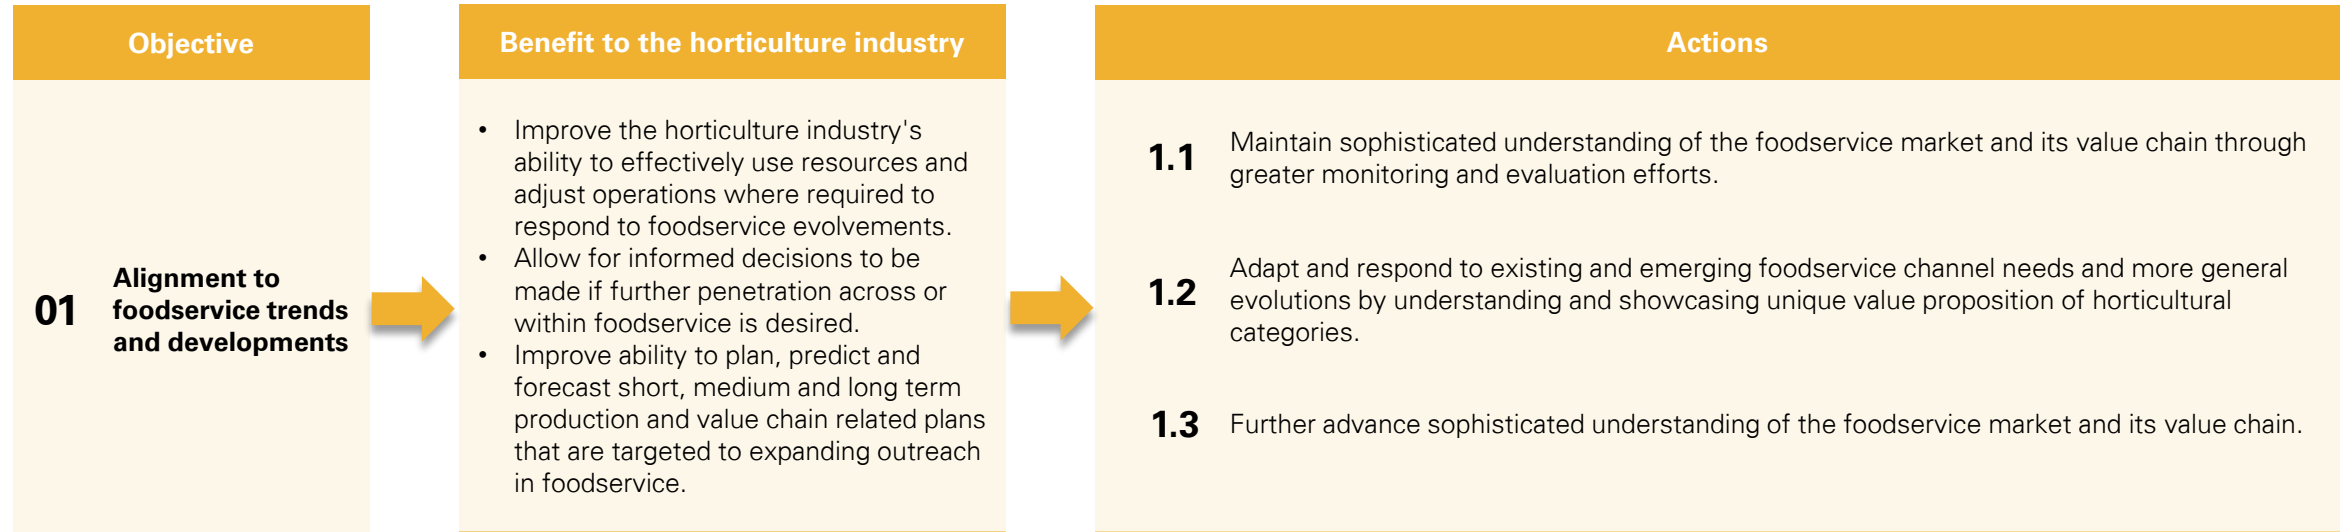 Objective
01
Alignment to
foodservice trends
and developments
Benefit to the horticulture industry
• Improve the horticulture industry's
ability to effectively use resources and
adjust operations where required to
respond to foodservice evolvements.
• Allow for informed decisions to be
made if further penetration across or
within foodservice is desired.
• Improve ability to plan, predict and
forecast short, medium and long term
production and value chain related plans
that are targeted to expanding outreach
in foodservice.
Actions
1.1
Maintain sophisticated understanding of the foodservice market and its value chain through
greater monitoring and evaluation efforts.
1.2
Adapt and respond to existing and emerging foodservice channel needs and more general
evolutions by understanding and showcasing unique value proposition of horticultural
categories.
1.3
Further advance sophisticated understanding of the foodservice market and its value chain.